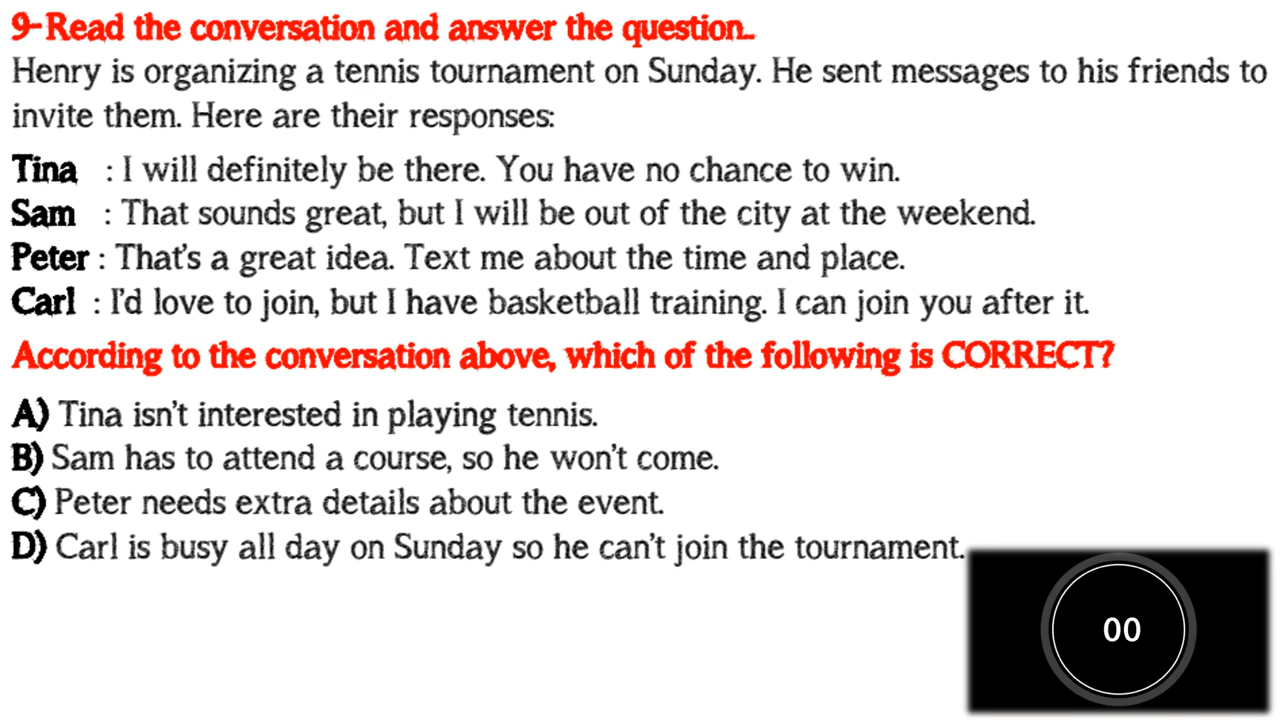 9-Read the conversation and answer the question..
Henry is organizing a tennis tournament on Sunday. He sent messages to his friends to
invite them. Here are their responses:
Tina : I will definitely be there. You have no chance to win.
Sam : That sounds great, but I will be out of the city at the weekend.
Peter : That's a great idea. Text me about the time and place.
Carl : I'd love to join, but I have basketball training. I can join you after it.
According to the conversation above, which of the following is CORRECT?
A) Tina isn't interested in playing tennis.
B) Sam has to attend a course, so he won't come.
C) Peter needs extra details about the event.
D) Carl is busy all day on Sunday so he can't join the tournament.
00